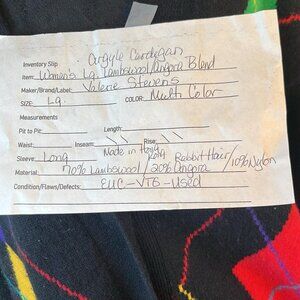 Argyle Cardigan
Inventory Slip
Item: Women's Lg. Lambswool/Angora Blend
Maker/Brand/Label: Valerie Stevens
SIZE: Lg. COLOR: Multi Color
Measurements
Pit to Pit: Length:
Waist: Inseam: Rise:
Made in Hong Kong
Sleeve: Long Rabbit Hair/
Material: 70% Lambswool/20% Angora/10% Nylon
Condition/Flaws/Defects: EUC-VTG-Used